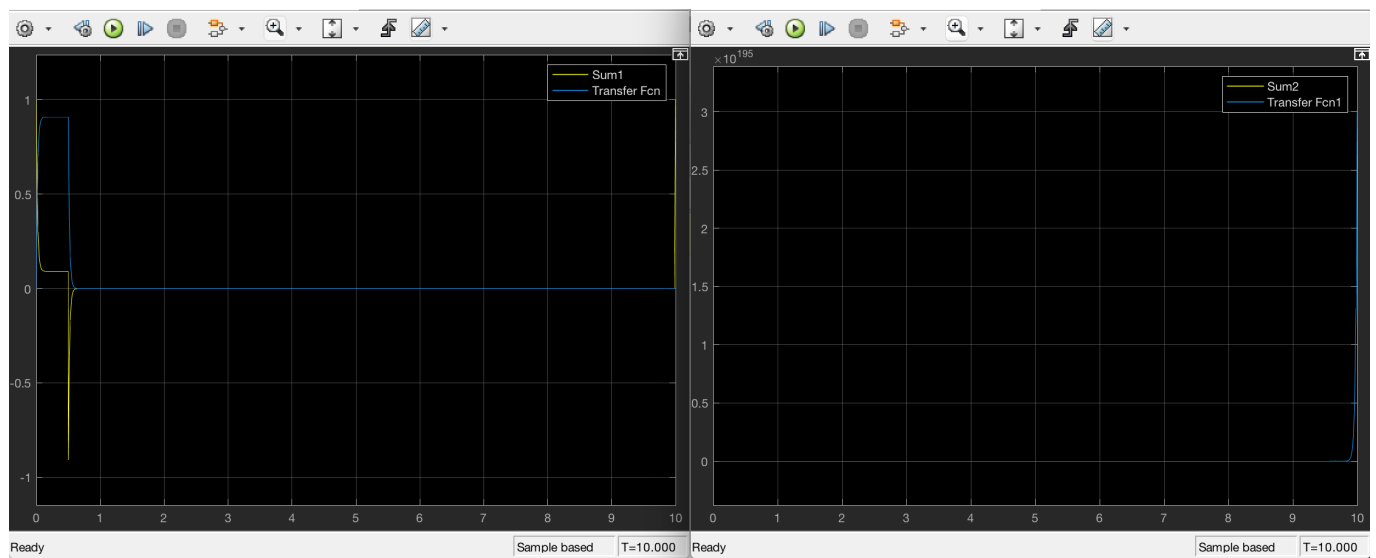 Sum1
Transfer Fcn
1
0.5
0
-0.5
-1
0 1 2 3 4 5 6 7 8 9 10
Ready Sample based T=10.000
×10^195
Sum2
Transfer Fcn1
3
2.5
2
1.5
1
0.5
0
0 1 2 3 4 5 6 7 8 9 10
Ready Sample based T=10.000